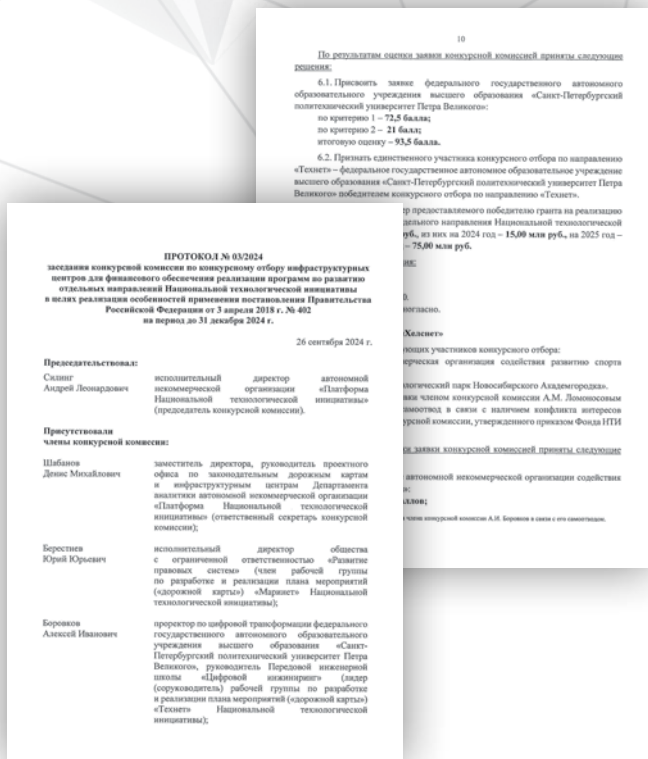 10
По результатам оценки заявки конкурсной комиссией приняты следующие
решения:
6.1. Присвоить заявке федерального государственного автономного
образовательного учреждения высшего образования «Санкт-Петербургский
политехнический университет Петра Великого»:
по критерию 1 – 72,5 балла;
по критерию 2 – 21 балл;
итоговую оценку – 93,5 балла.
6.2. Признать единственного участника конкурсного отбора по направлению
«Технет» – федеральное государственное автономное образовательное учреждение
высшего образования «Санкт-Петербургский политехнический университет Петра
Великого» победителем конкурсного отбора по направлению «Технет».
предоставляемого победителю гранта на реализацию
дельного направления Национальной технологической
уб., из них на 2024 год – 15,00 млн руб., на 2025 год –
– 75,00 млн руб.
огласно.
«Хелснет»
ющих участников конкурсного отбора:
ерческая организация содействия развитию спорта
ологический парк Новосибирского Академгородка».
вки членом конкурсной комиссии А.М. Ломоносовым
амоотвод в связи с наличием конфликта интересов
урсной комиссии, утвержденного приказом Фонда НТИ
ки заявки конкурсной комиссией приняты следующие
автономной некоммерческой организации содействия
ллов;
члена конкурсной комиссии А.И. Боровков в связи с его самоотводом.
ПРОТОКОЛ № 03/2024
заседания конкурсной комиссии по конкурсному отбору инфраструктурных
центров для финансового обеспечения реализации программ по развитию
отдельных направлений Национальной технологической инициативы
в целях реализации особенностей применения постановления Правительства
Российской Федерации от 3 апреля 2018 г. № 402
на период до 31 декабря 2024 г.
26 сентября 2024 г.
Председательствовал:
Силинг
Андрей Леонардович
исполнительный директор автономной
некоммерческой организации «Платформа
Национальной технологической инициативы»
(председатель конкурсной комиссии).
Присутствовали
члены конкурсной комиссии:
Шабанов
Денис Михайлович
заместитель директора, руководитель проектного
офиса по законодательным дорожным картам
и инфраструктурным центрам Департамента
аналитики автономной некоммерческой организации
«Платформа Национальной технологической
инициативы» (ответственный секретарь конкурсной
комиссии);
Берестнев
Юрий Юрьевич
исполнительный директор общества
с ограниченной ответственностью «Развитие
правовых систем» (член рабочей группы
по разработке и реализации плана мероприятий
(«дорожной карты») «Маринет» Национальной
технологической инициативы);
Боровков
Алексей Иванович
проректор по цифровой трансформации федерального
государственного автономного образовательного
учреждения высшего образования «Санкт-
Петербургский политехнический университет Петра
Великого», руководитель Передовой инженерной
школы «Цифровой инжиниринг» (лидер
(соруководитель) рабочей группы по разработке
и реализации плана мероприятий («дорожной карты»)
«Технет» Национальной технологической
инициативы);